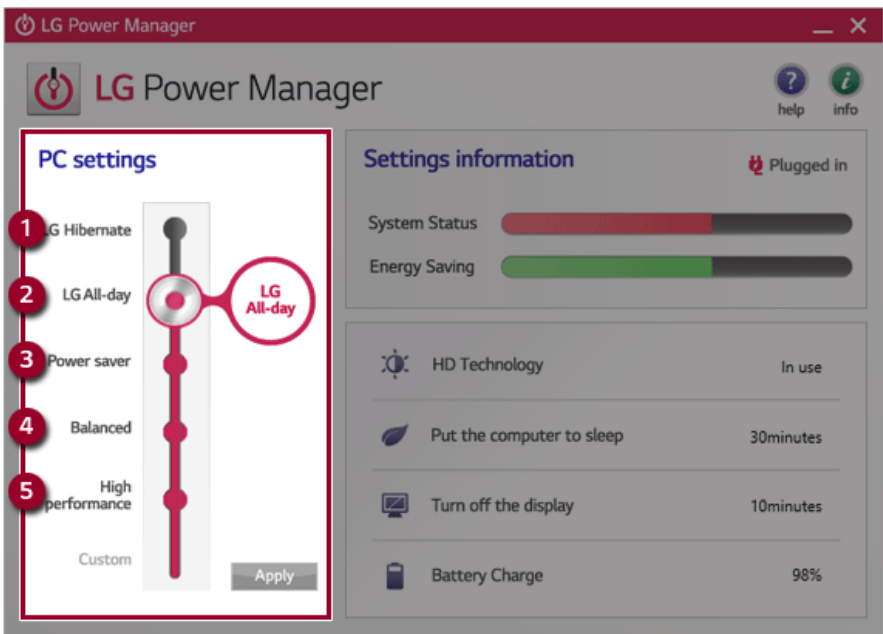 LG Power Manager
LG Power Manager
help
info
PC settings
1
LG Hibernate
2
LG All-day
LG
All-day
3
Power saver
4
Balanced
5
High
performance
Custom
Apply
Settings information
Plugged in
System Status
Energy Saving
HD Technology
In use
Put the computer to sleep
30minutes
Turn off the display
10minutes
Battery Charge
98%